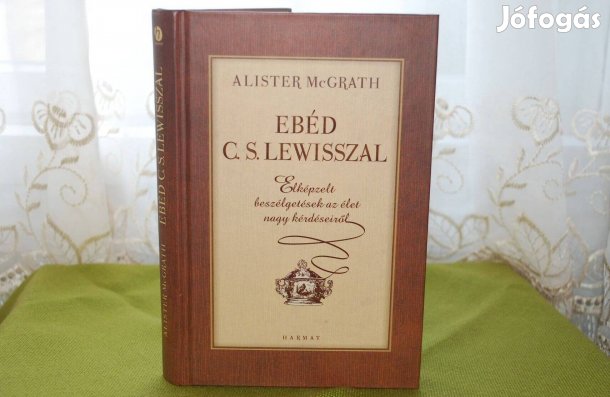 Jófogás
ALISTER McGRATH
EBÉD
C. S. LEWISSZAL
Elképzelt
beszélgetések az élet
nagy kérdéseiről
HARMAT
ALISTER McGRATH EBÉD C. S. LEWISSZAL